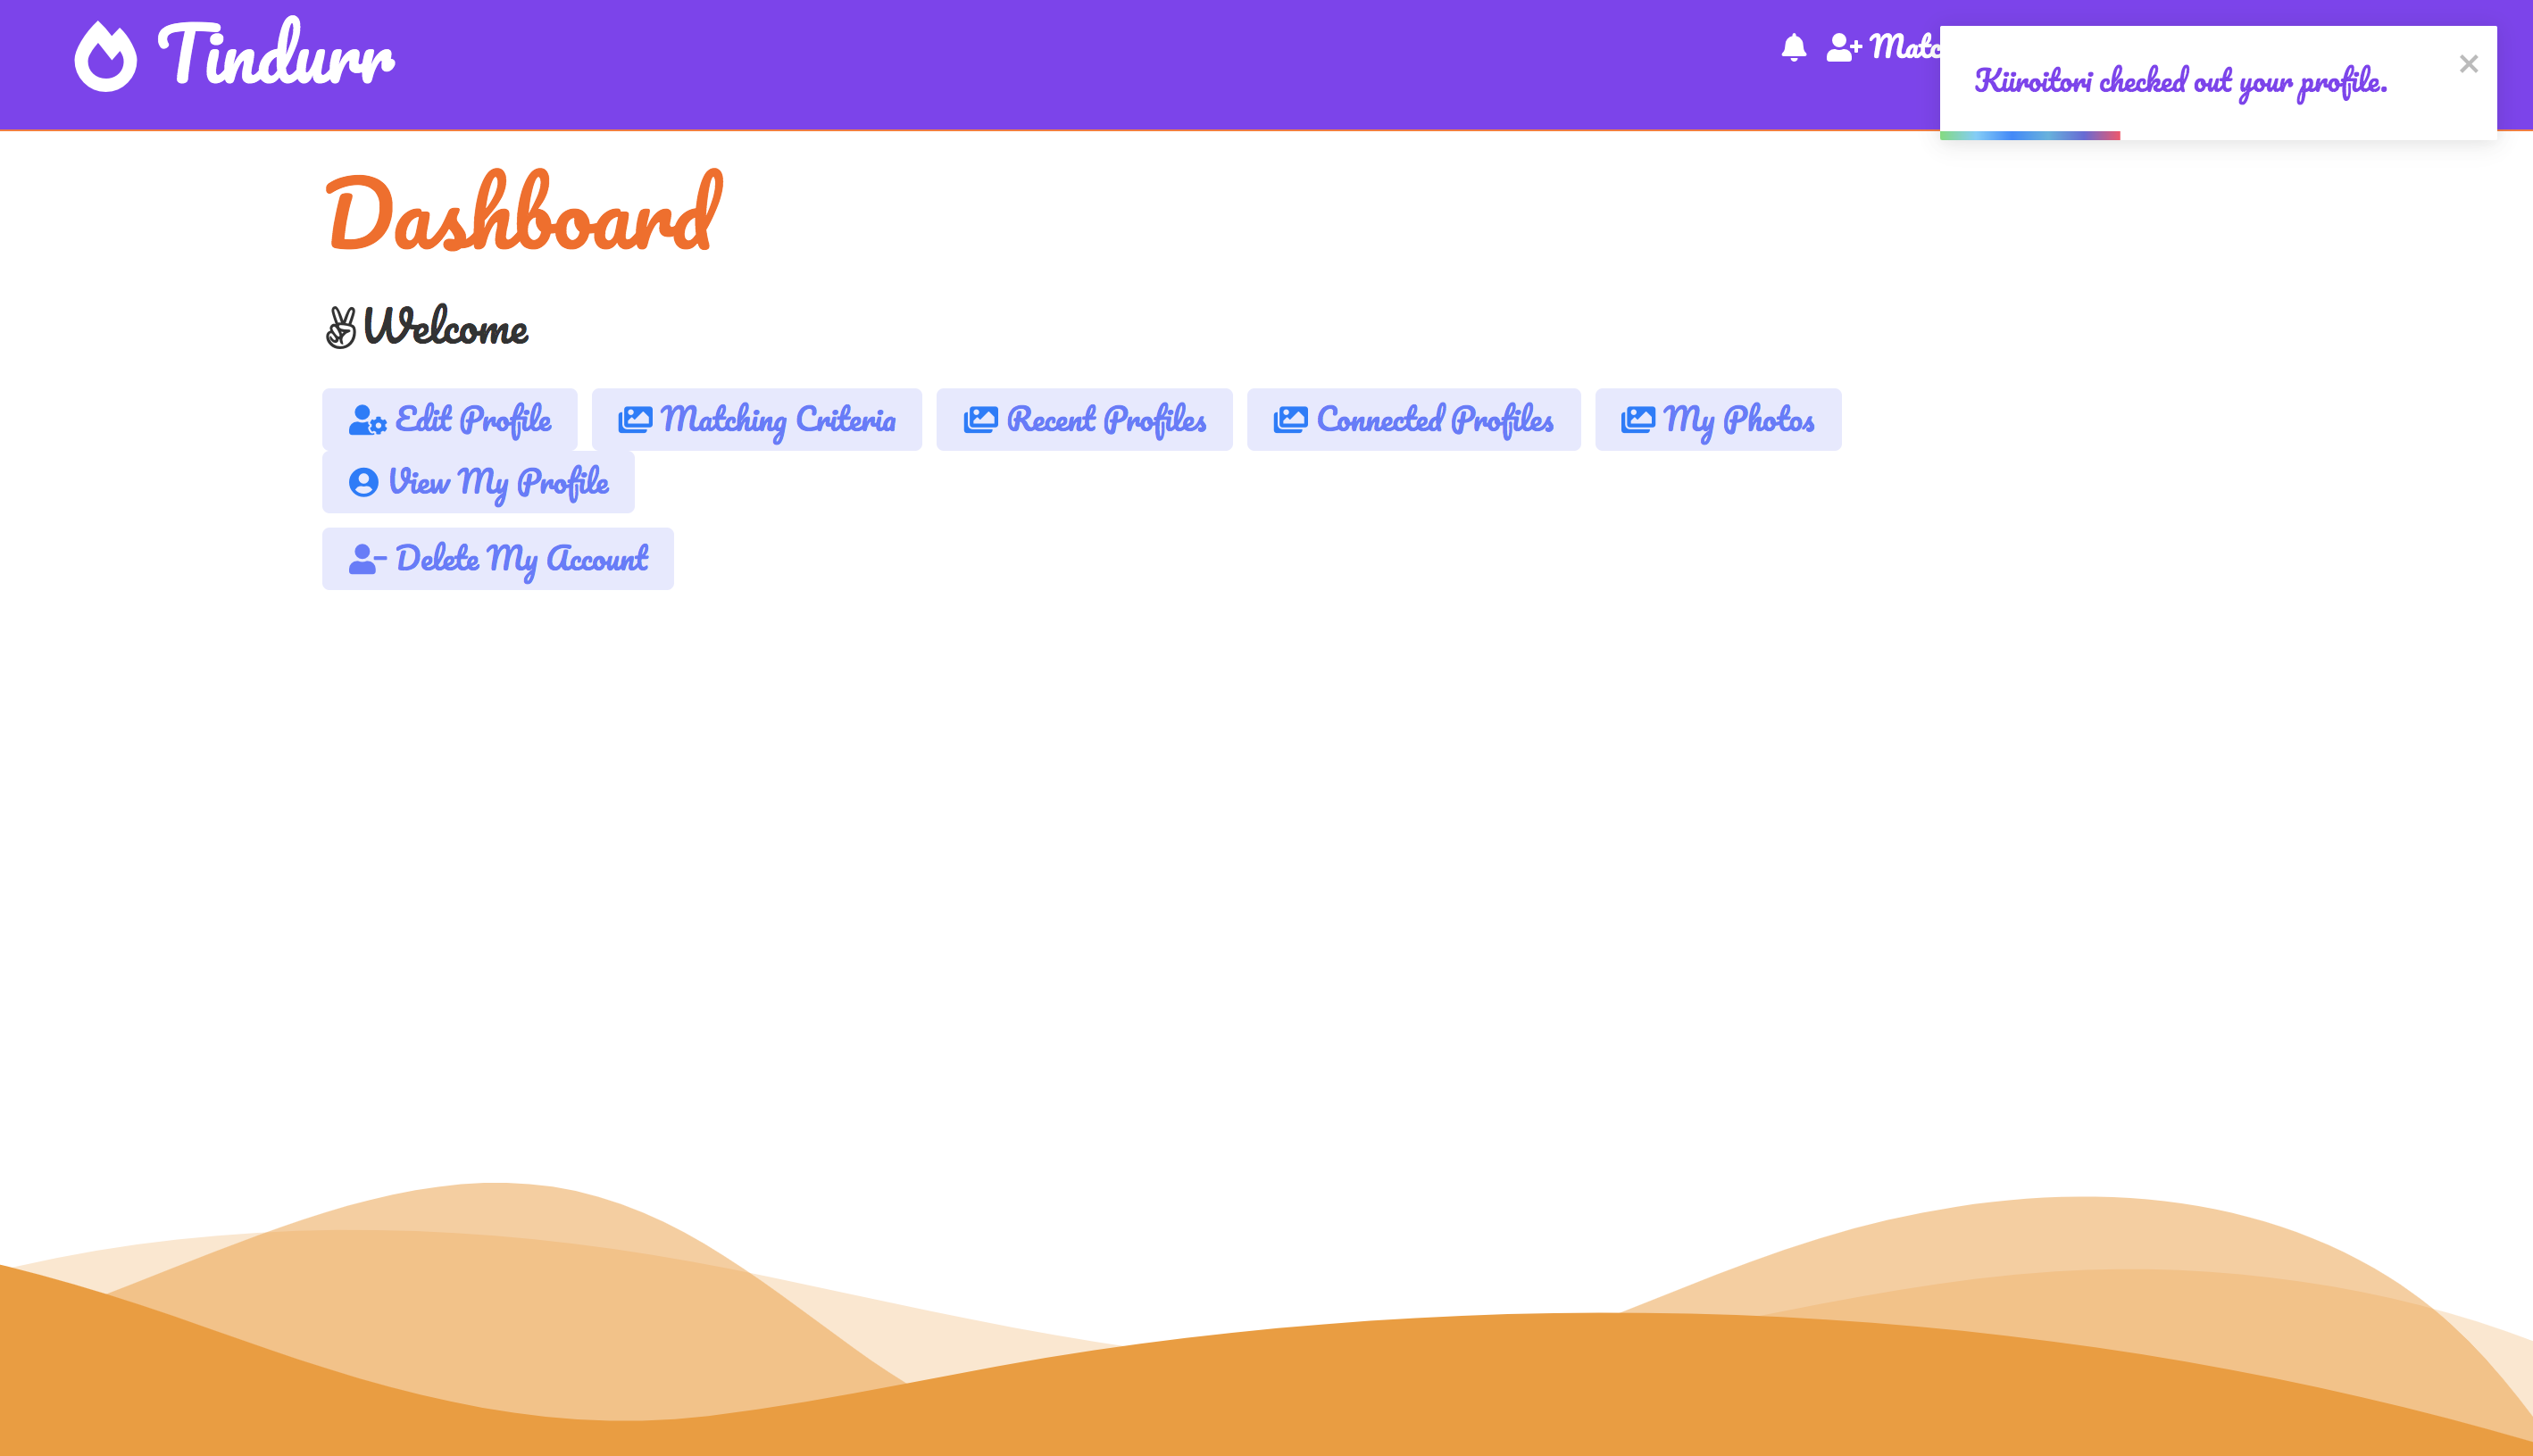 Tindurr
Matc
Kiiroitori checked out your profile.
Dashboard
Welcome
Edit Profile
Matching Criteria
Recent Profiles
Connected Profiles
My Photos
View My Profile
Delete My Account